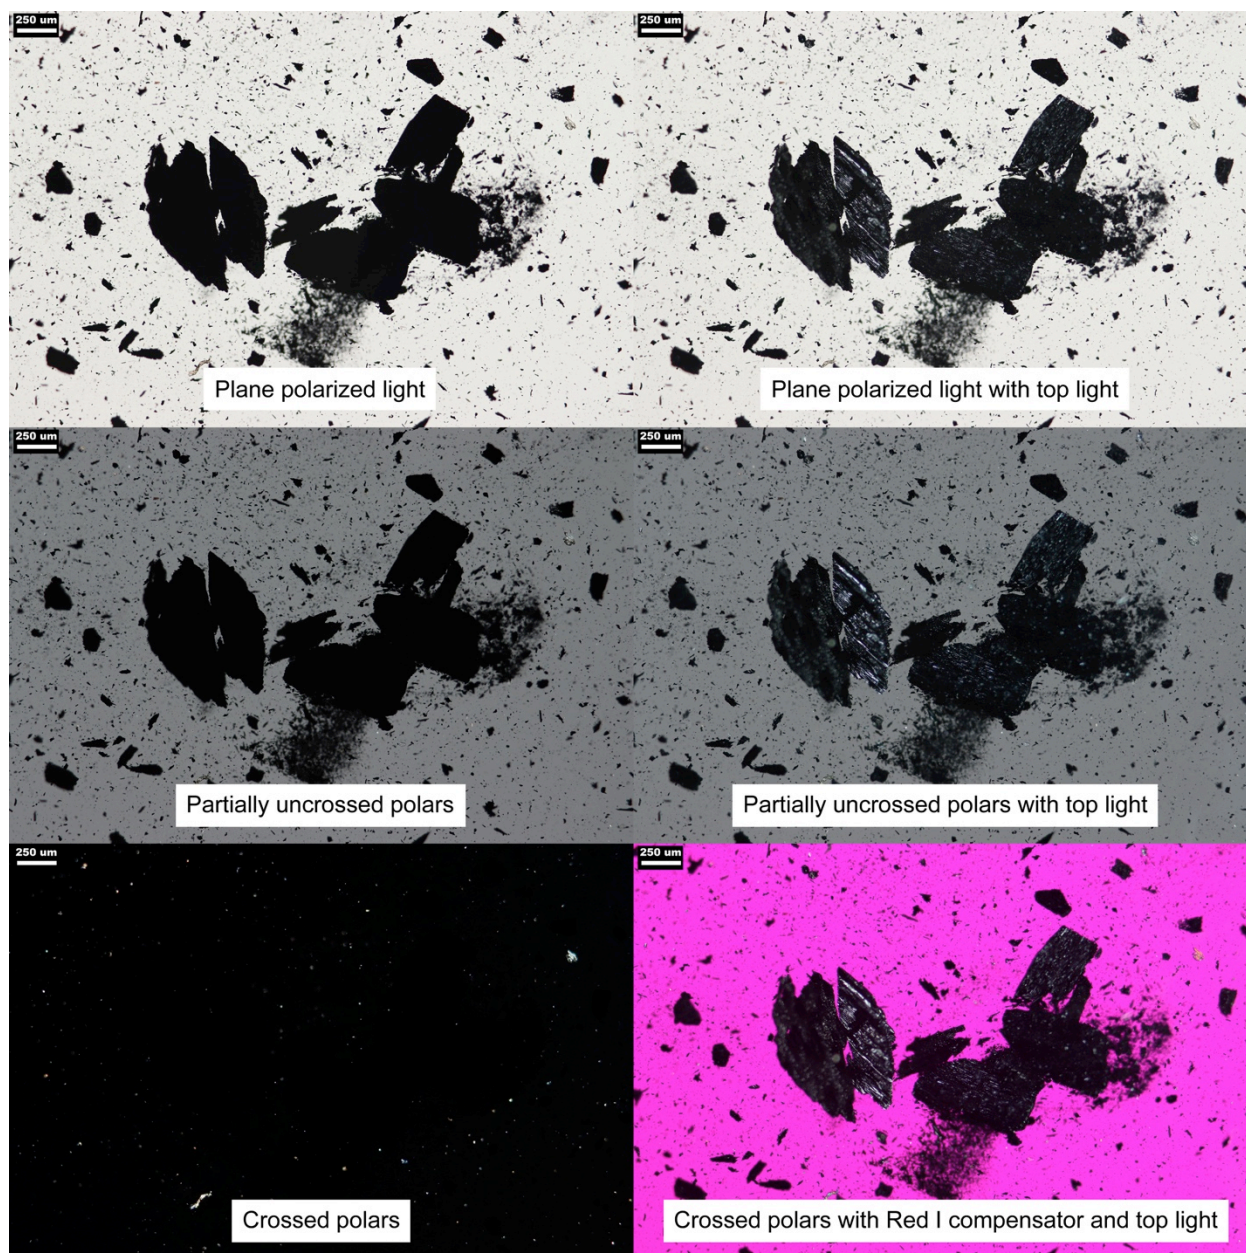 250 um
250 um
Plane polarized light
Plane polarized light with top light
250 um
250 um
Partially uncrossed polars
Partially uncrossed polars with top light
250 um
250 um
Crossed polars
Crossed polars with Red I compensator and top light